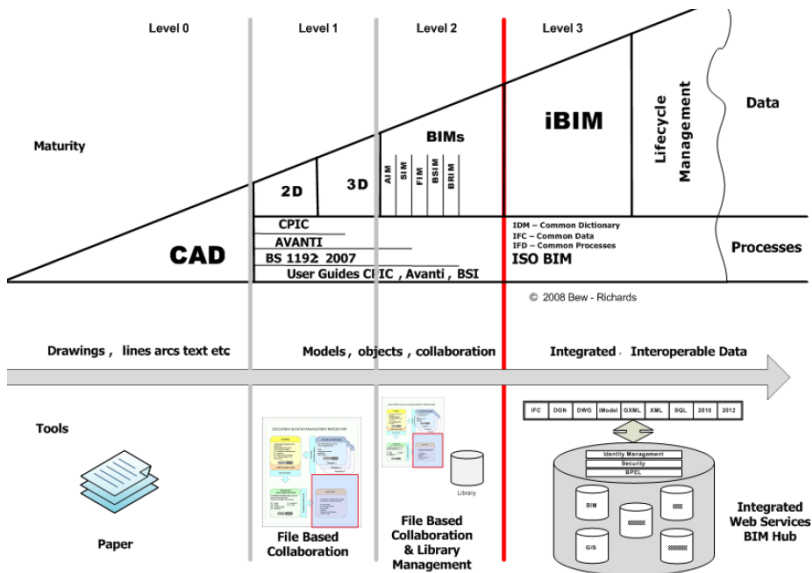 Level 0
Level 1
Level 2
Level 3
Maturity
2D
3D
BIMs
AIM
SIM
FIM
BSIM
BRIM
iBIM
Lifecycle
Management
Data
CAD
CPIC
AVANTI
BS 1192: 2007
User Guides CPIC , Avanti , BSI
IDM – Common Dictionary
IFC – Common Data
IFD – Common Processes
ISO BIM
Processes
© 2008 Bew - Richards
Drawings , lines arcs text etc
Models , objects , collaboration
Integrated , Interoperable Data
Tools
Paper
DOCUMENT & DATA MANAGEMENT REPOSITORY
File Based
Collaboration
Library
File Based
Collaboration
& Library
Management
IFC
DGN
DWG
iModel
GXML
XML
SQL
2010
2012
Identity Management
Security
BPEL
BIM
GIS
Integrated
Web Services
BIM Hub